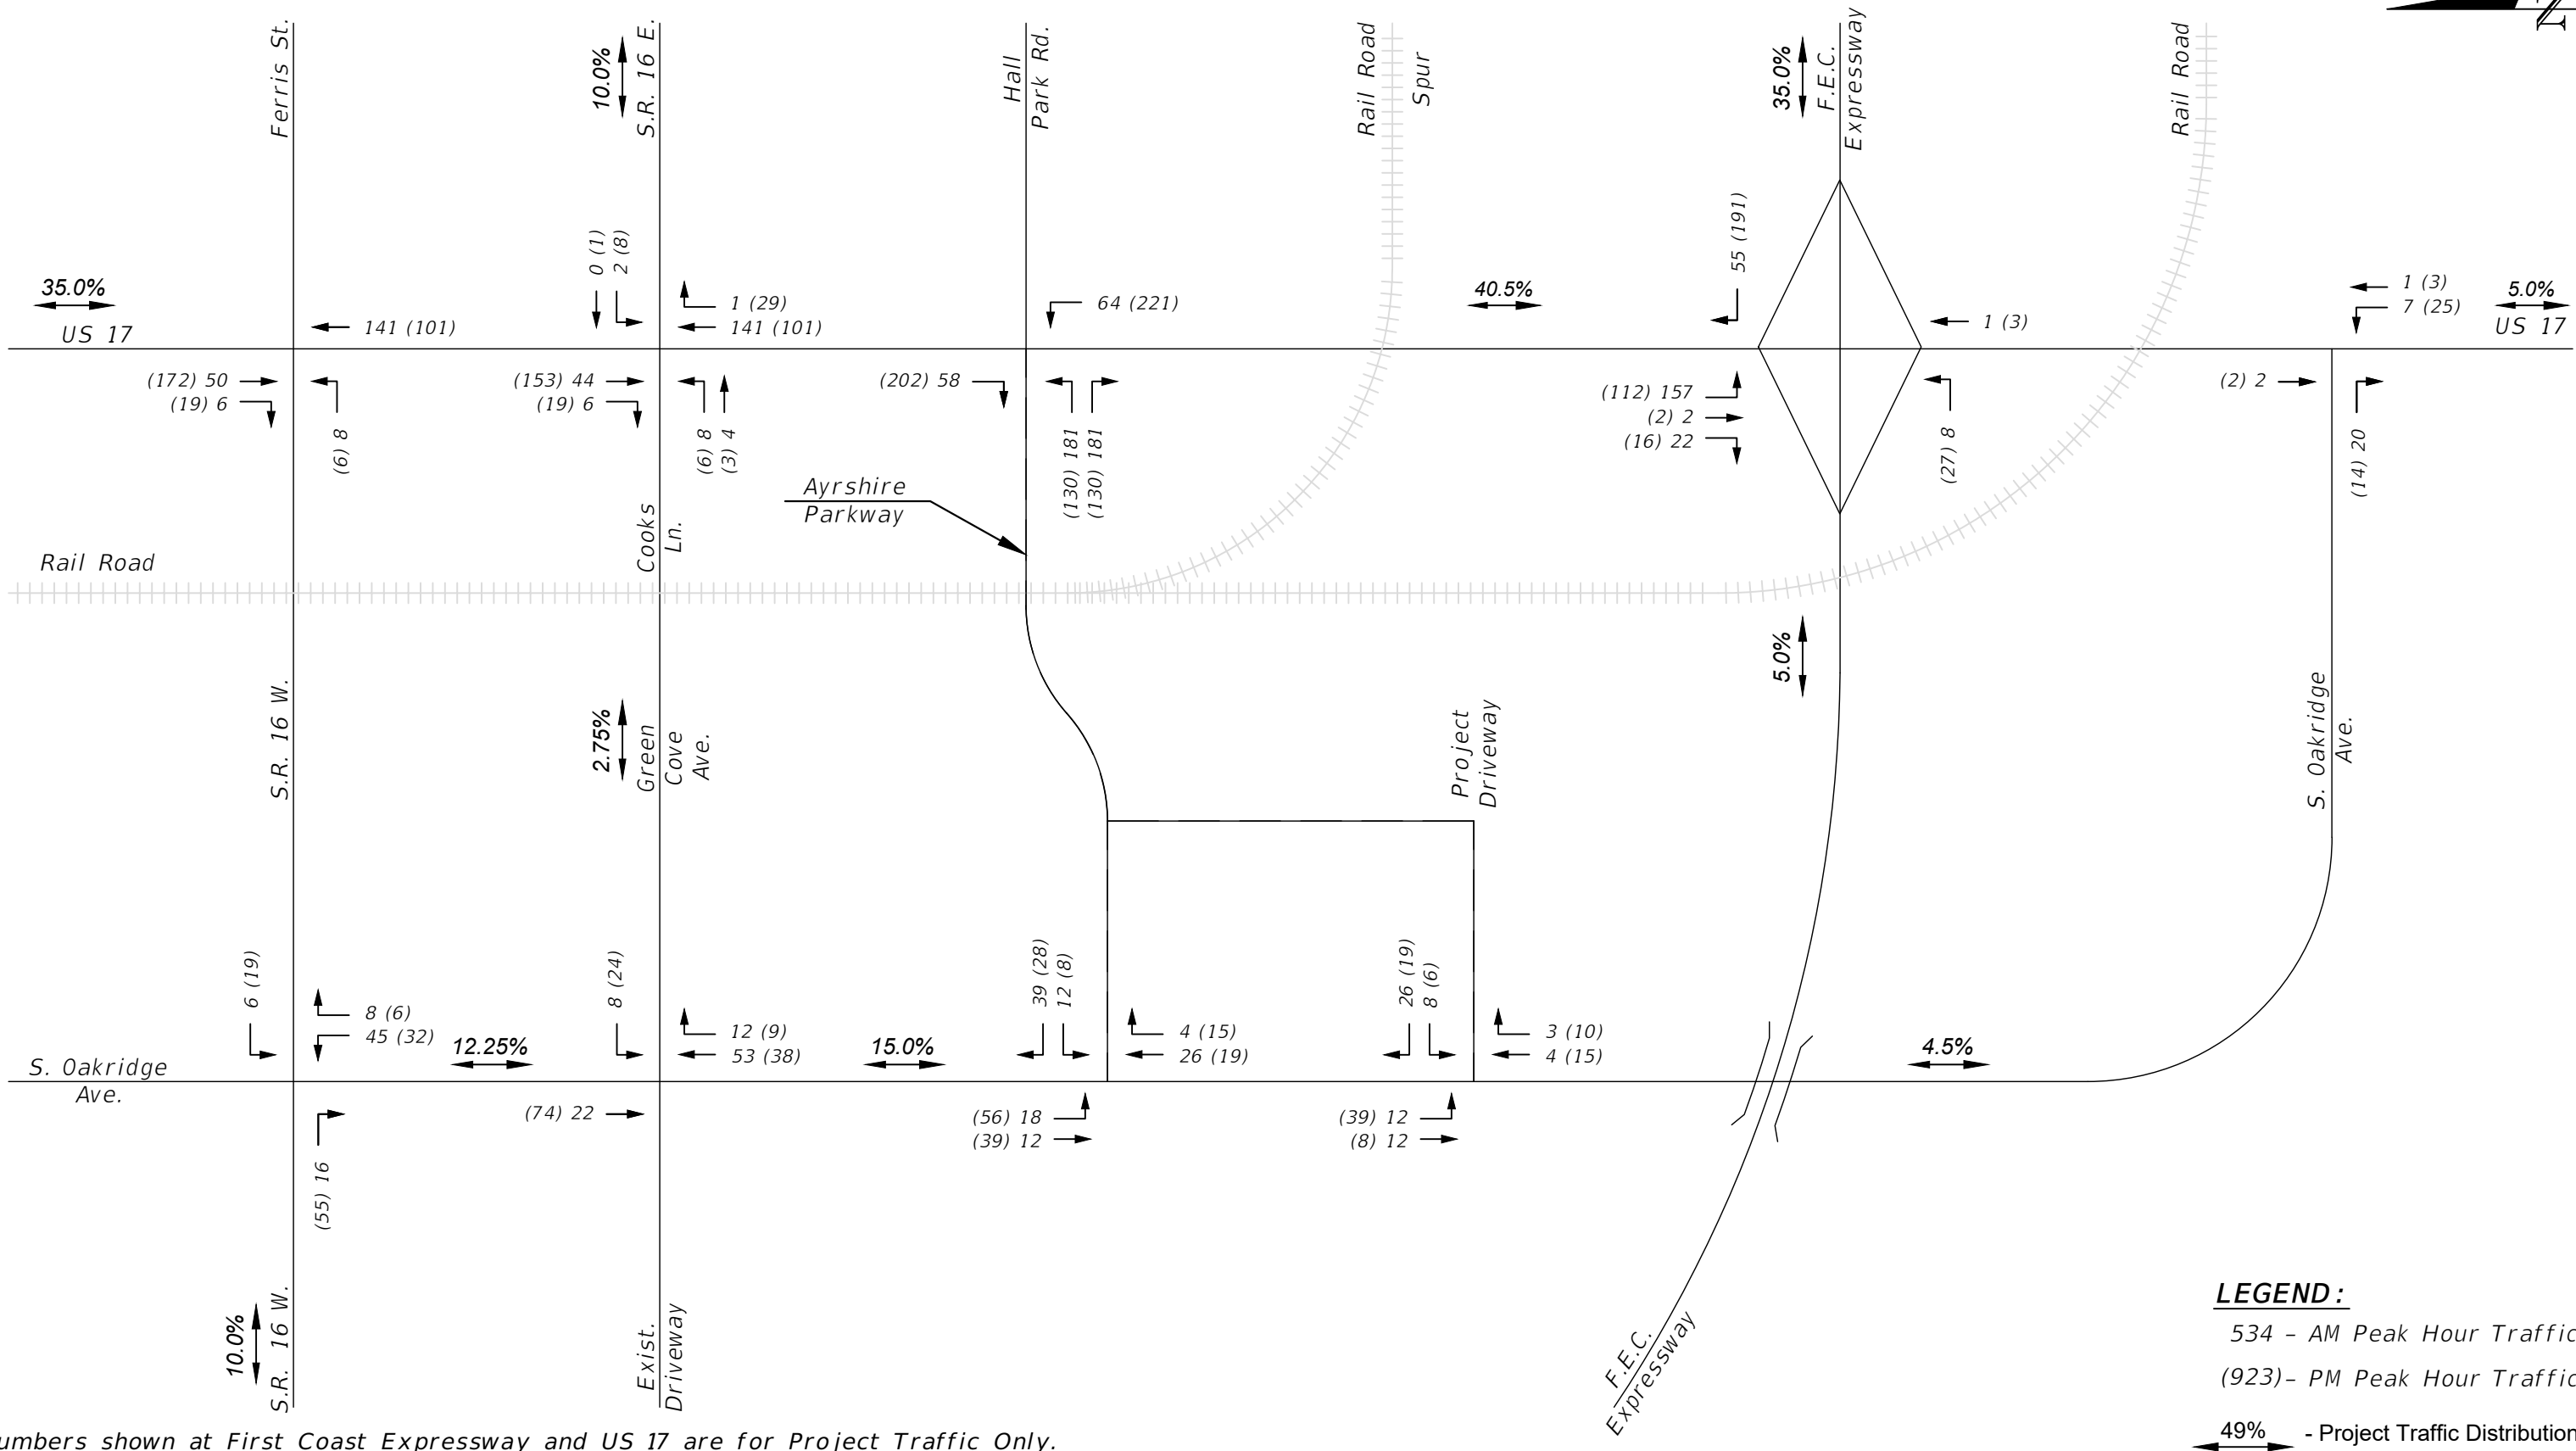 N
Ferris St.
10.0%
S.R. 16 E.
Hall
Park Rd.
Rail Road
Spur
35.0%
F.E.C.
Expressway
Rail Road
35.0%
US 17
141 (101)
0 (1)
2 (8)
1 (29)
141 (101)
64 (221)
40.5%
55 (191)
1 (3)
1 (3)
7 (25)
5.0%
US 17
(172) 50
(19) 6
(6) 8
(153) 44
(19) 6
(6) 8
(3) 4
(202) 58
(130) 181
(130) 181
(112) 157
(2) 2
(16) 22
(27) 8
(2) 2
(14) 20
Ayrshire
Parkway
Cooks
Ln.
Rail Road
S.R. 16 W.
2.75%
Green
Cove
Ave.
Project
Driveway
5.0%
S. Oakridge
Ave.
6 (19)
8 (6)
45 (32)
12.25%
8 (24)
12 (9)
53 (38)
15.0%
39 (28)
12 (8)
4 (15)
26 (19)
26 (19)
8 (6)
3 (10)
4 (15)
4.5%
S. Oakridge
Ave.
(55) 16
(74) 22
(56) 18
(39) 12
(39) 12
(8) 12
10.0%
S.R. 16 W.
Exist.
Driveway
F.E.C.
Expressway
LEGEND:
534 - AM Peak Hour Traffic
(923)- PM Peak Hour Traffic
49% - Project Traffic Distribution
umbers shown at First Coast Expressway and US 17 are for Project Traffic Only.